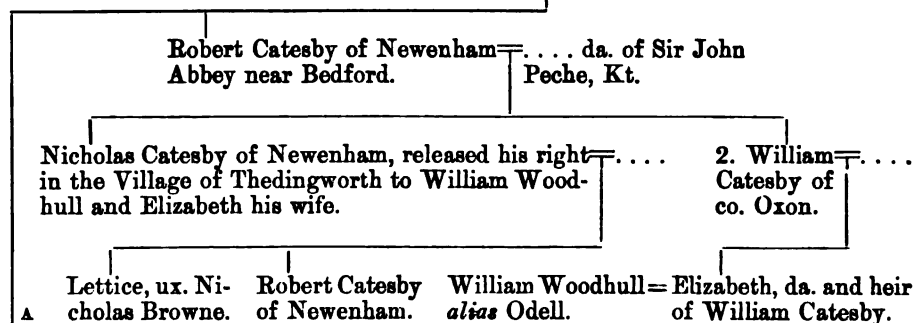 Robert Catesby of Newenham=.... da. of Sir John
Abbey near Bedford. Peche, Kt.
Nicholas Catesby of Newenham, released his right=....
in the Village of Thedingworth to William Wood-
hull and Elizabeth his wife.
2. William=....
Catesby of
co. Oxon.
Lettice, ux. Ni-
cholas Browne.
Robert Catesby
of Newenham.
William Woodhull=
alias Odell.
Elizabeth, da. and heir
of William Catesby.
A